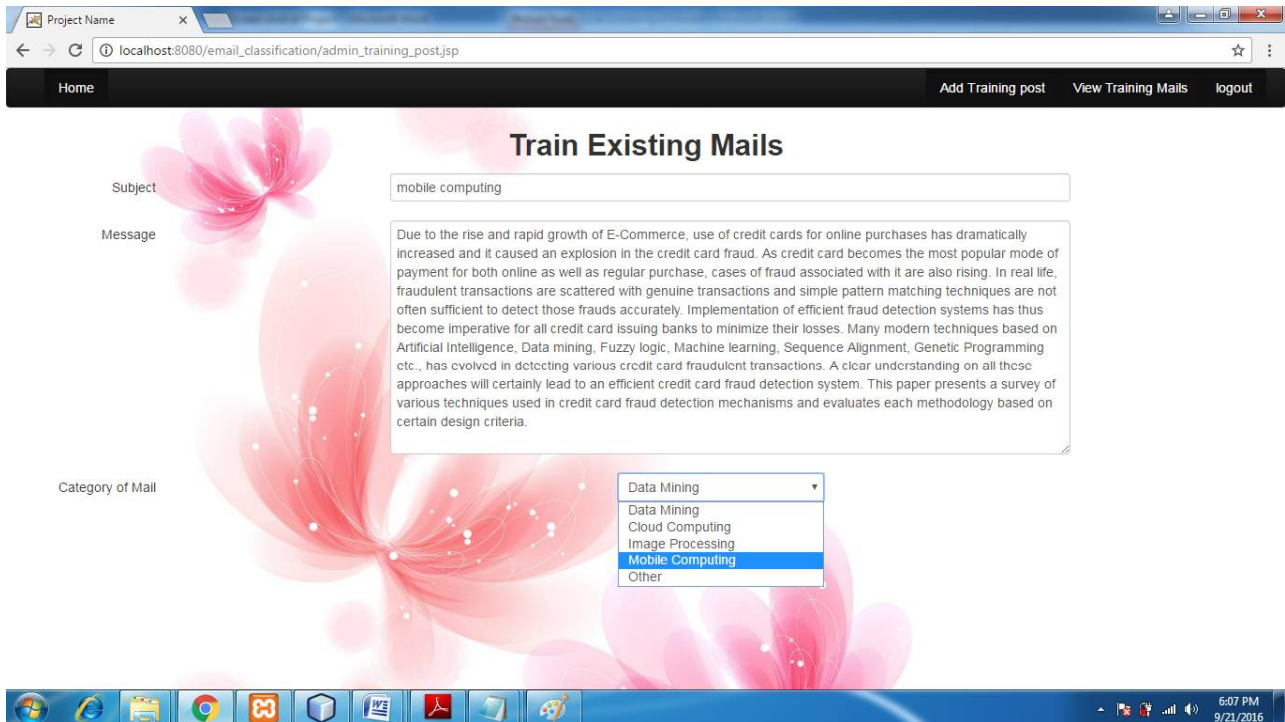 Project Name
localhost:8080/email_classification/admin_training_post.jsp
Home
Add Training post
View Training Mails
logout
Train Existing Mails
Subject
mobile computing
Message
Due to the rise and rapid growth of E-Commerce, use of credit cards for online purchases has dramatically
increased and it caused an explosion in the credit card fraud. As credit card becomes the most popular mode of
payment for both online as well as regular purchase, cases of fraud associated with it are also rising. In real life,
fraudulent transactions are scattered with genuine transactions and simple pattern matching techniques are not
often sufficient to detect those frauds accurately. Implementation of efficient fraud detection systems has thus
become imperative for all credit card issuing banks to minimize their losses. Many modern techniques based on
Artificial Intelligence, Data mining, Fuzzy logic, Machine learning, Sequence Alignment, Genetic Programming
etc., has evolved in detecting various credit card fraudulent transactions. A clear understanding on all these
approaches will certainly lead to an efficient credit card fraud detection system. This paper presents a survey of
various techniques used in credit card fraud detection mechanisms and evaluates each methodology based on
certain design criteria.
Category of Mail
Data Mining
Data Mining
Cloud Computing
Image Processing
Mobile Computing
Other
6:07 PM
9/21/2016